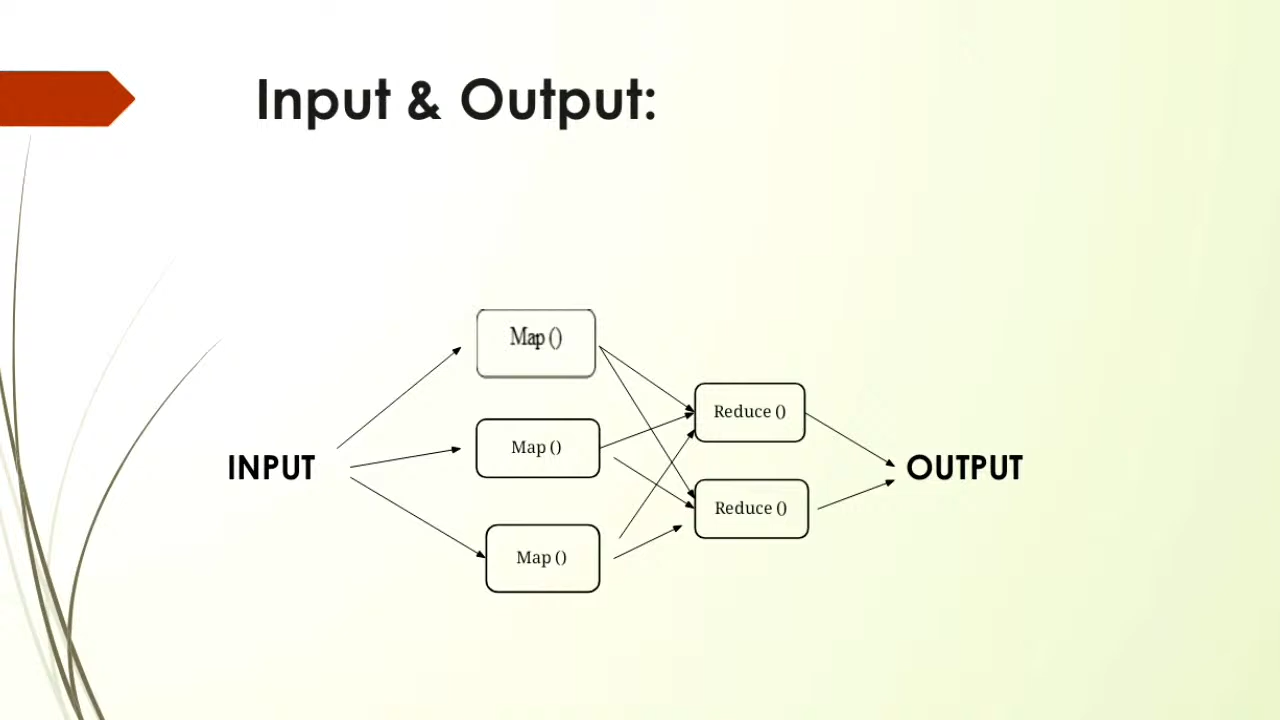 Input & Output:
Map ()
Reduce ()
Map ()
INPUT
OUTPUT
Reduce ()
Map ()